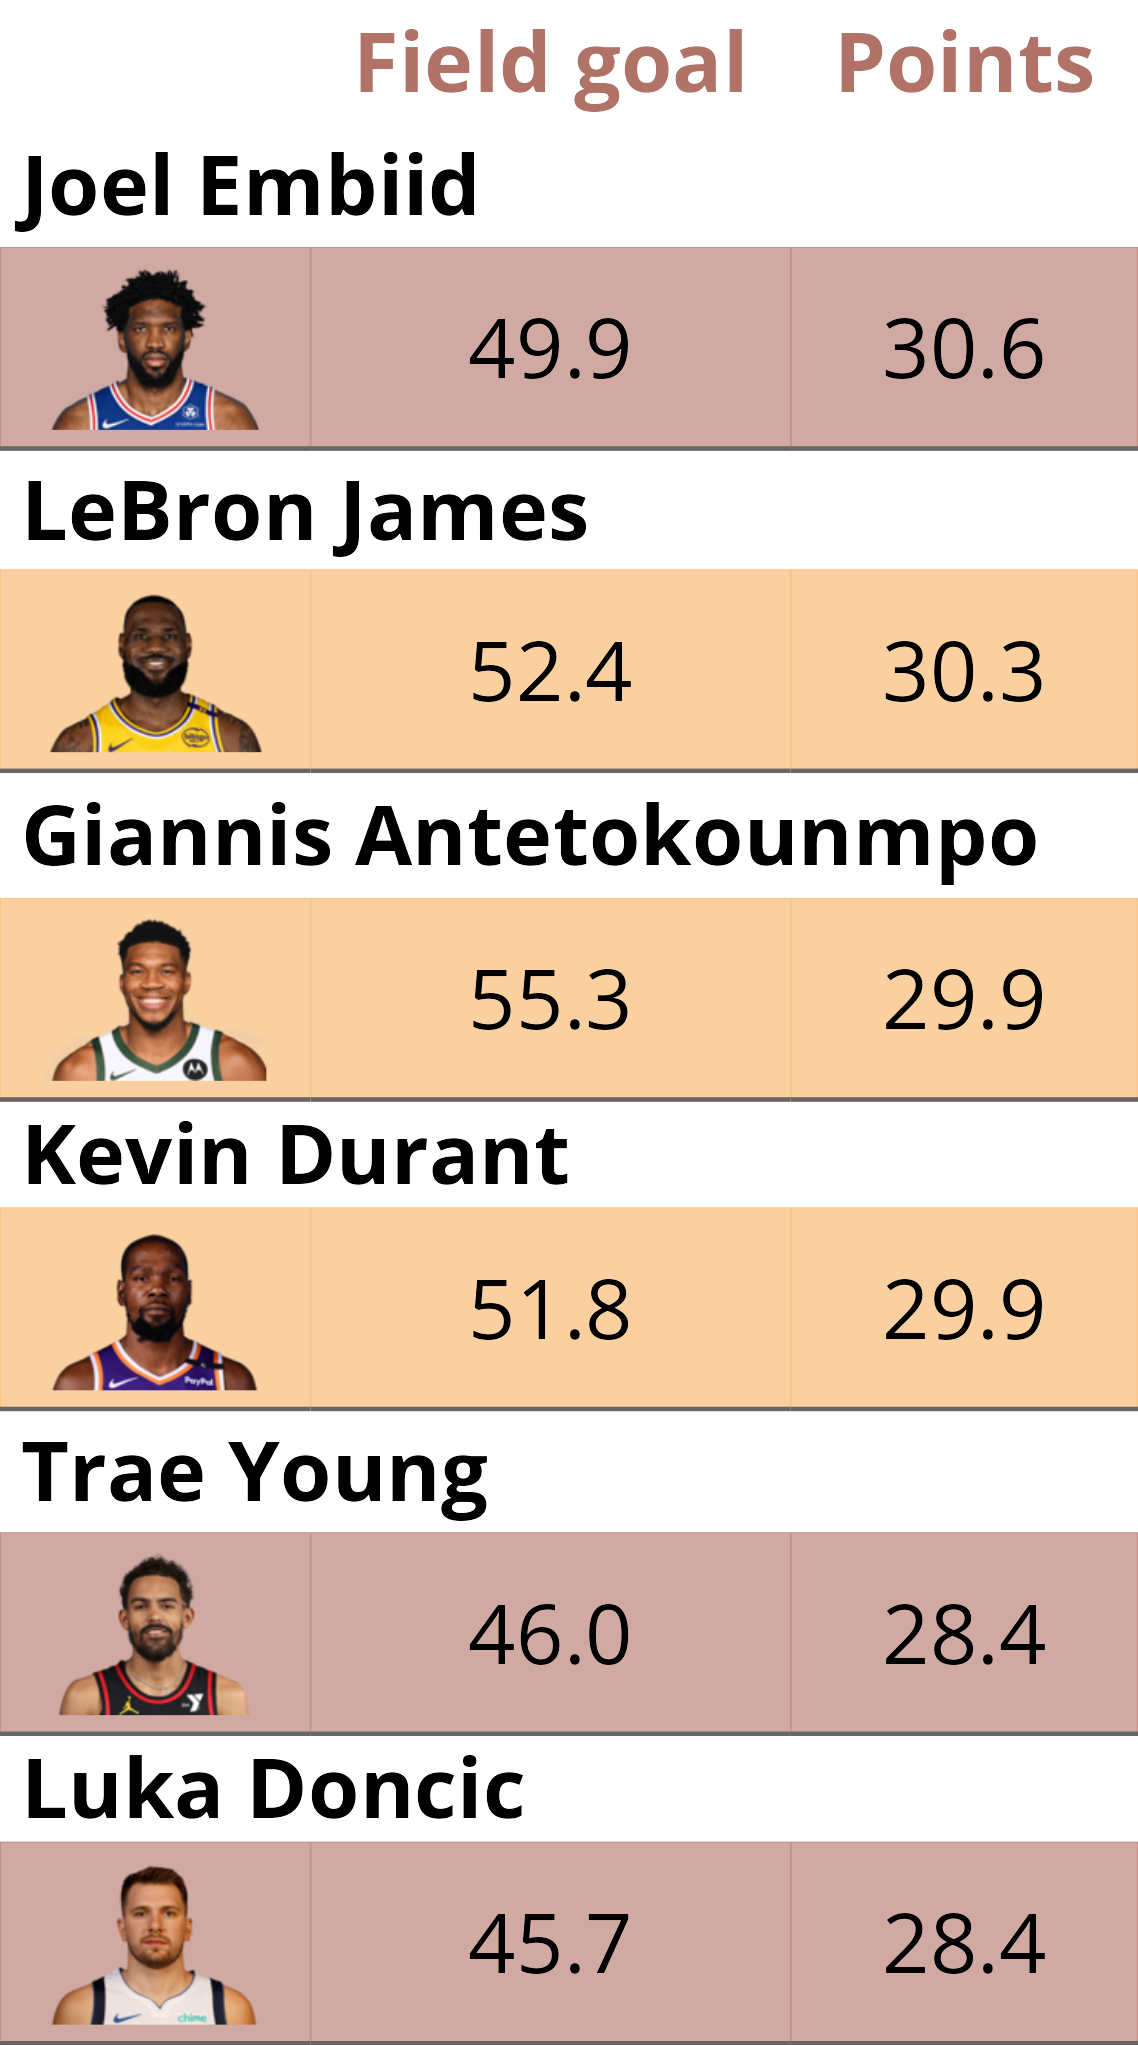 Field goal Points
Joel Embiid
49.9 30.6
LeBron James
52.4 30.3
Giannis Antetokounmpo
55.3 29.9
Kevin Durant
51.8 29.9
PayPal
Trae Young
46.0 28.4
Luka Doncic
45.7 28.4
chime